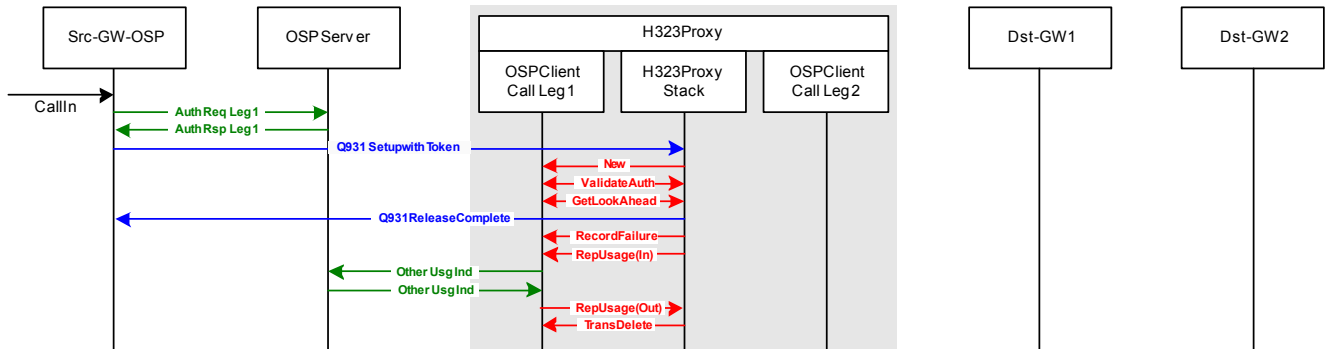 Src-GW-OSP
OSPServer
H323Proxy
Dst-GW1
Dst-GW2
OSPClient
Call Leg1
H323Proxy
Stack
OSPClient
Call Leg2
CallIn
AuthReq Leg1
AuthRsp Leg1
Q931 SetupwithToken
New
ValidateAuth
GetLookAhead
Q931ReleaseComplete
RecordFailure
RepUsage(In)
Other UsgInd
Other UsgInd
RepUsage(Out)
TransDelete